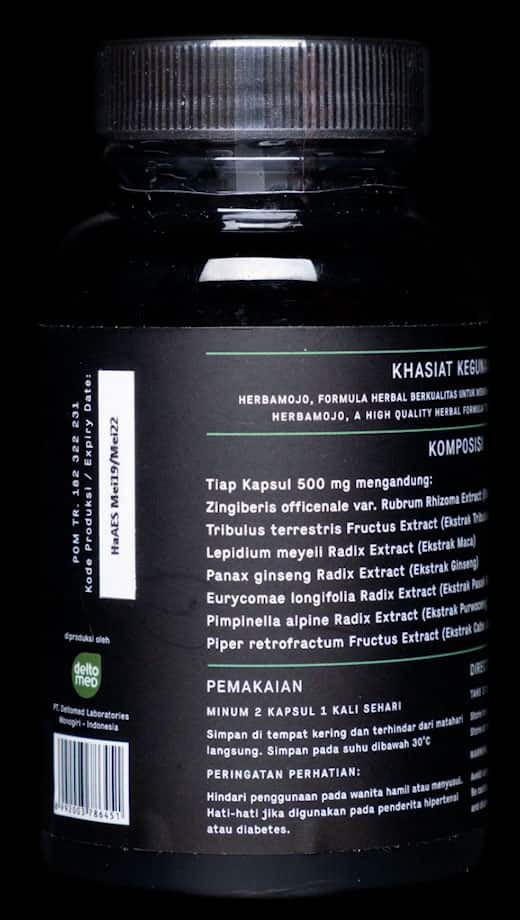 POM TR. 182 322 231
Kode Produksi / Expiry Date:
HaAES Mei19/Mei22
diproduksi oleh
delto
med
PT. Deltomed Laboratories
Wonogiri - Indonesia
KHASIAT
HERBAMOJO, FORMULA HERBAL BERKUALITAS UNTUK
HERBAMOJO, A HIGH QUALITY HERBAL FORMULA
KOMPOSISI
Tiap Kapsul 500 mg mengandung:
Zingiberis officenale var. Rubrum Rhizoma Extract
Tribulus terrestris Fructus Extract (Ekstrak
Lepidium meyeii Radix Extract (Ekstrak Maca)
Panax ginseng Radix Extract (Ekstrak Ginseng)
Eurycomae longifolia Radix Extract (Ekstrak Pasak
Pimpinella alpine Radix Extract (Ekstrak
Piper retrofractum Fructus Extract (Ekstrak Cabe
PEMAKAIAN
MINUM 2 KAPSUL 1 KALI SEHARI
Simpan di tempat kering dan terhindar dari matahari
langsung. Simpan pada suhu dibawah 30°C
PERINGATAN PERHATIAN:
Hindari penggunaan pada wanita hamil atau menyusui.
Hati-hati jika digunakan pada penderita hipertensi
atau diabetes.
TAKE